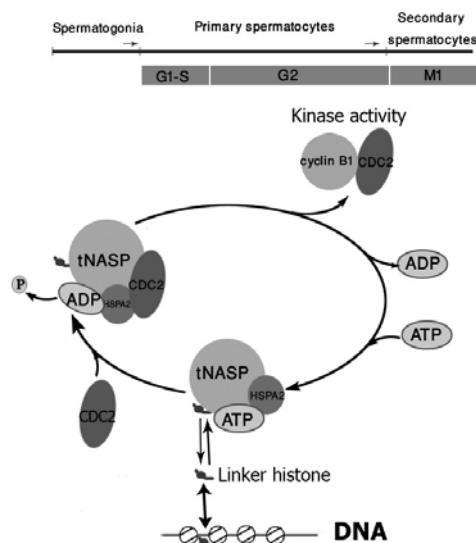 Spermatogonia
Primary spermatocytes
Secondary
spermatocytes
G1-S
G2
M1
Kinase activity
cyclin B1
CDC2
tNASP
CDC2
HSPA2
ADP
P
ADP
ATP
tNASP
HSPA2
ATP
CDC2
Linker histone
DNA